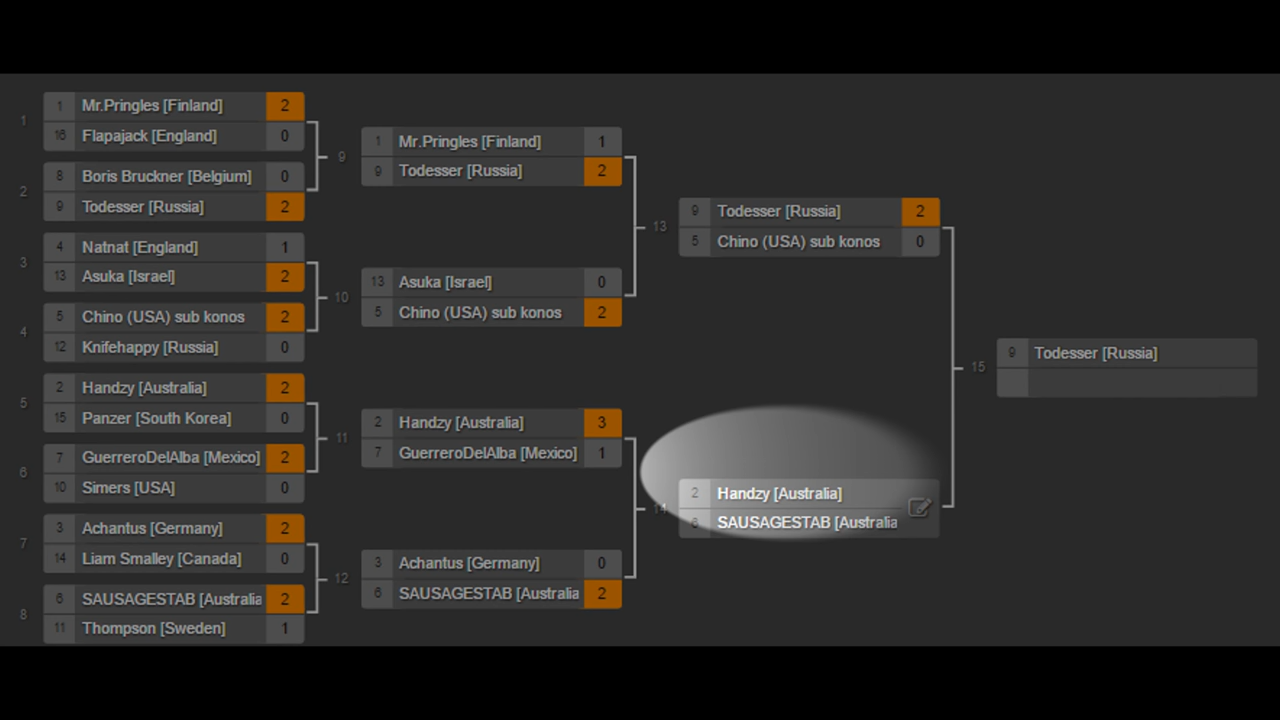 1
1 Mr.Pringles [Finland] 2
16 Flapajack [England] 0
2
8 Boris Bruckner [Belgium] 0
9 Todesser [Russia] 2
3
4 Natnat [England] 1
13 Asuka [Israel] 2
4
5 Chino (USA) sub konos 2
12 Knifehappy [Russia] 0
5
2 Handzy [Australia] 2
15 Panzer [South Korea] 0
6
7 GuerreroDelAlba [Mexico] 2
10 Simers [USA] 0
7
3 Achantus [Germany] 2
14 Liam Smalley [Canada] 0
8
6 SAUSAGESTAB [Australia 2
11 Thompson [Sweden] 1
9
1 Mr.Pringles [Finland] 1
9 Todesser [Russia] 2
10
13 Asuka [Israel] 0
5 Chino (USA) sub konos 2
11
2 Handzy [Australia] 3
7 GuerreroDelAlba [Mexico] 1
12
3 Achantus [Germany] 0
6 SAUSAGESTAB [Australia 2
13
9 Todesser [Russia] 2
5 Chino (USA) sub konos 0
14
2 Handzy [Australia]
6 SAUSAGESTAB [Australia
15
9 Todesser [Russia]